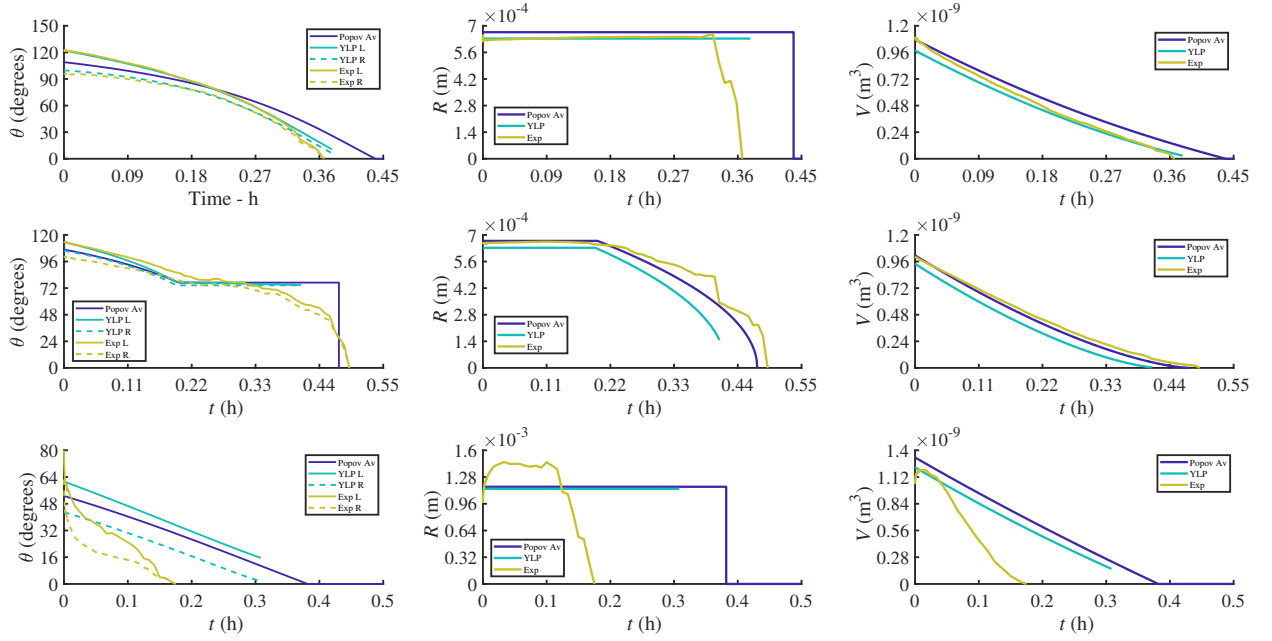 150
120
90
60
30
0
θ (degrees)
0 0.09 0.18 0.27 0.36 0.45
Time - h
Popov Av
YLP L
YLP R
Exp L
Exp R
×10⁻⁴
7
5.6
4.2
2.8
1.4
0
R (m)
0 0.09 0.18 0.27 0.36 0.45
t (h)
Popov Av
YLP
Exp
×10⁻⁹
1.2
0.96
0.72
0.48
0.24
0
V (m³)
0 0.09 0.18 0.27 0.36 0.45
t (h)
Popov Av
YLP
Exp
120
96
72
48
24
0
θ (degrees)
0 0.11 0.22 0.33 0.44 0.55
t (h)
Popov Av
YLP L
YLP R
Exp L
Exp R
×10⁻⁴
7
5.6
4.2
2.8
1.4
0
R (m)
0 0.11 0.22 0.33 0.44 0.55
t (h)
Popov Av
YLP
Exp
×10⁻⁹
1.2
0.96
0.72
0.48
0.24
0
V (m³)
0 0.11 0.22 0.33 0.44 0.55
t (h)
Popov Av
YLP
Exp
80
64
48
32
16
0
θ (degrees)
0 0.1 0.2 0.3 0.4 0.5
t (h)
Popov Av
YLP L
YLP R
Exp L
Exp R
×10⁻³
1.6
1.28
0.96
0.64
0.32
0
R (m)
0 0.1 0.2 0.3 0.4 0.5
t (h)
Popov Av
YLP
Exp
×10⁻⁹
1.4
1.12
0.84
0.56
0.28
0
V (m³)
0 0.1 0.2 0.3 0.4 0.5
t (h)
Popov Av
YLP
Exp